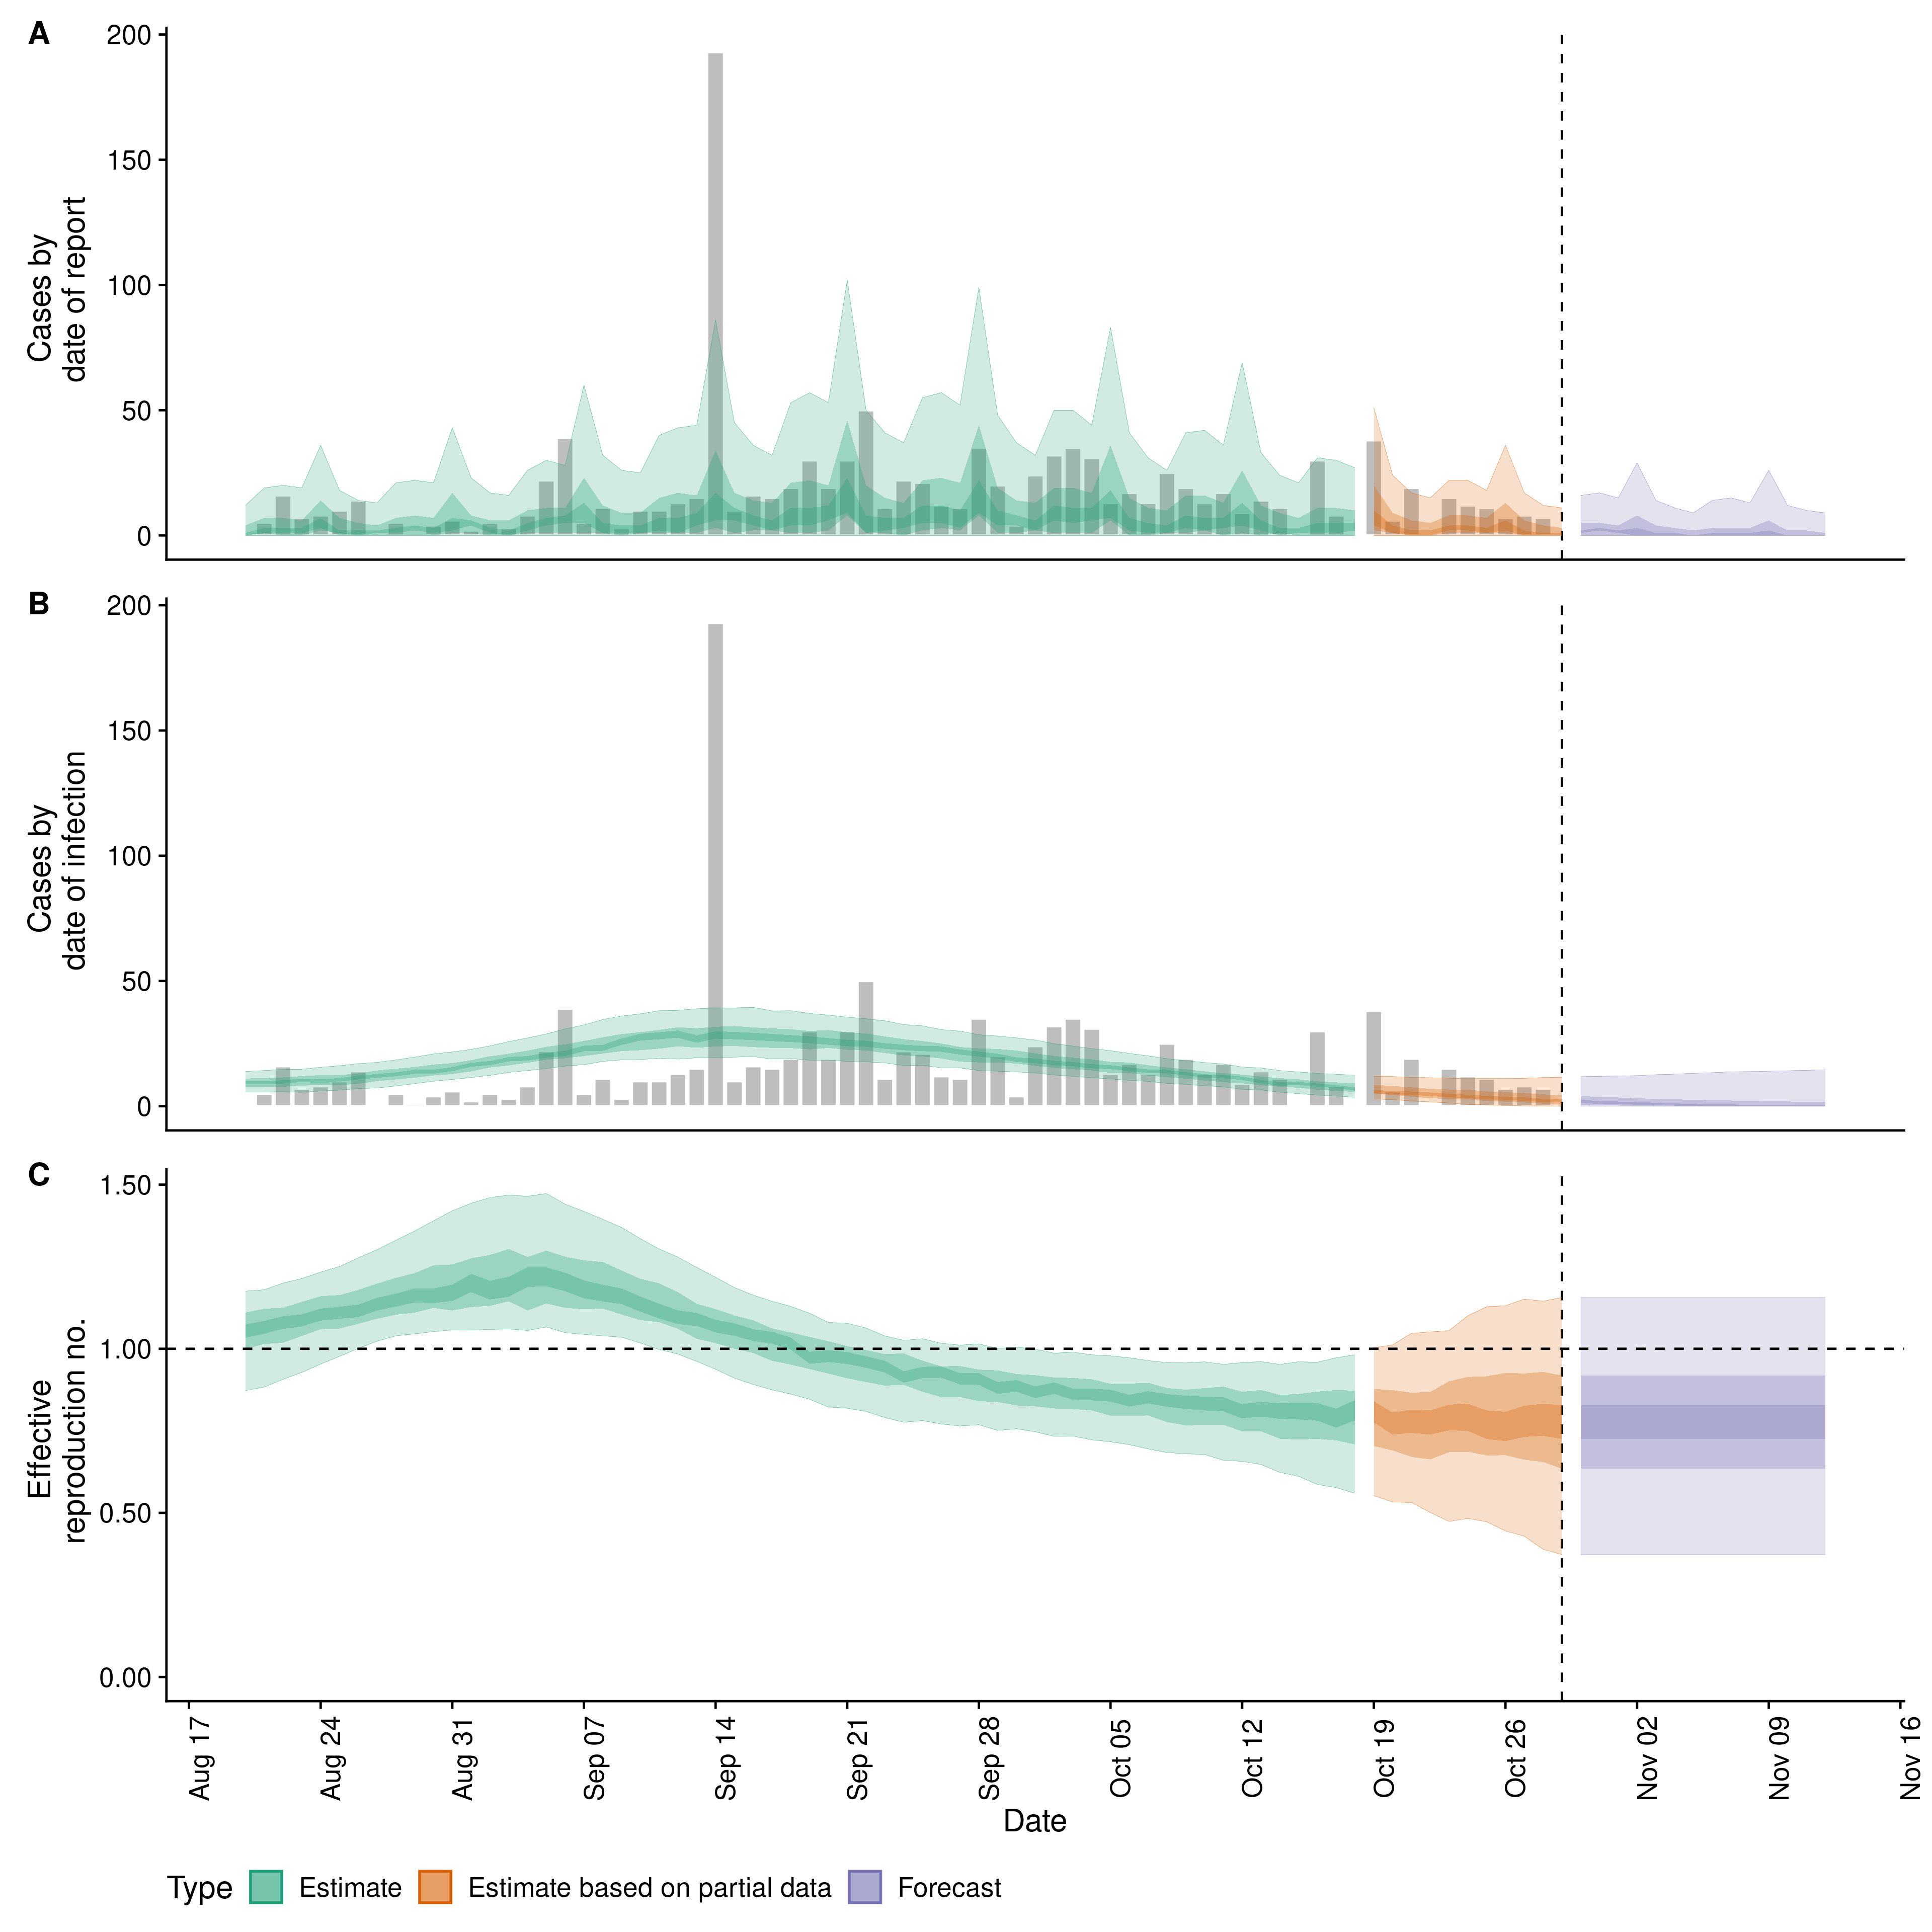 A
200
150
100
50
0
Cases by
date of report
B
200
150
100
50
0
Cases by
date of infection
C
1.50
1.00
0.50
0.00
Effective
reproduction no.
Aug 17
Aug 24
Aug 31
Sep 07
Sep 14
Sep 21
Sep 28
Oct 05
Oct 12
Oct 19
Oct 26
Nov 02
Nov 09
Nov 16
Date
Type Estimate Estimate based on partial data Forecast